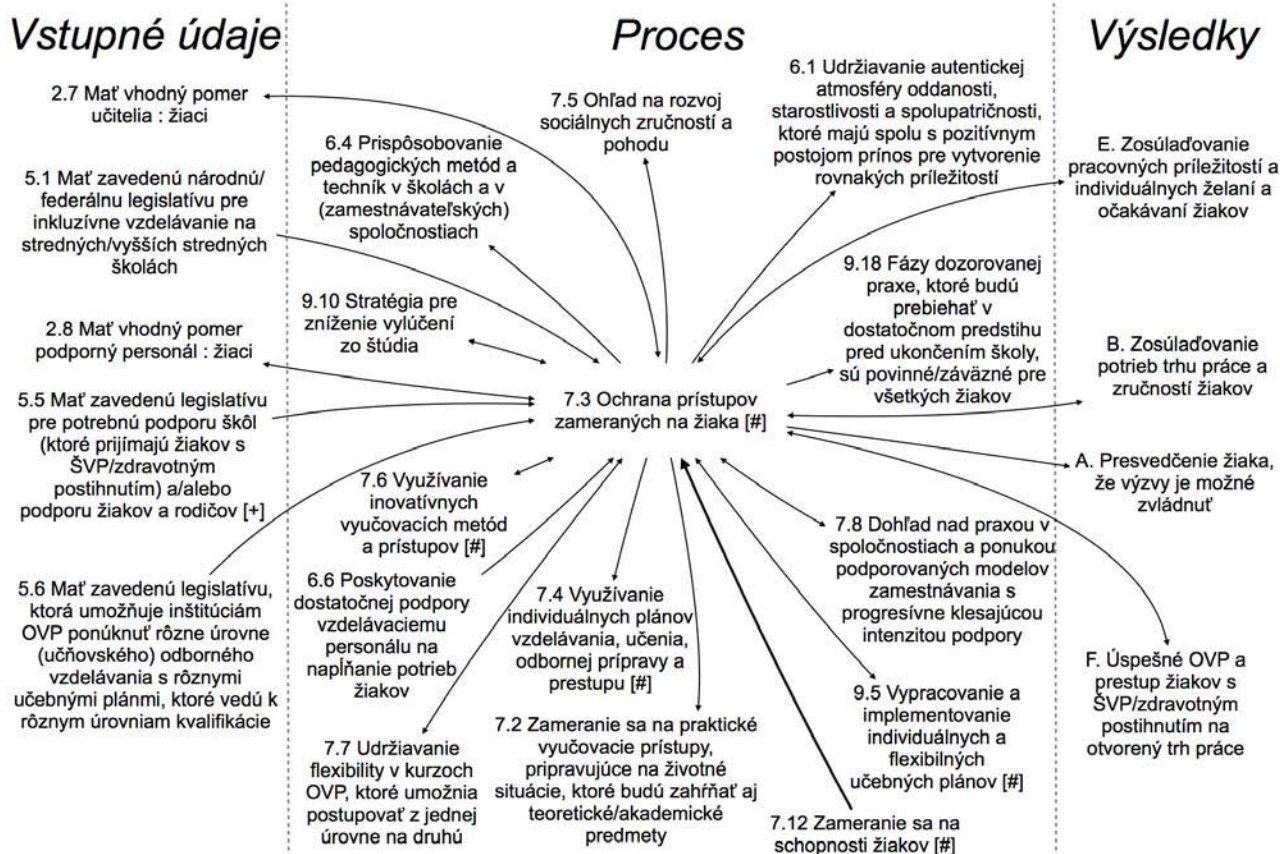 Vstupné údaje
2.7 Mať vhodný pomer
učitelia : žiaci
5.1 Mať zavedenú národnú/
federálnu legislatívu pre
inkluzívne vzdelávanie na
stredných/vyšších stredných
školách
2.8 Mať vhodný pomer
podporný personál : žiaci
5.5 Mať zavedenú legislatívu
pre potrebnú podporu škôl
(ktoré prijímajú žiakov s
ŠVP/zdravotným
postihnutím) a/alebo
podporu žiakov a rodičov [+]
5.6 Mať zavedenú legislatívu,
ktorá umožňuje inštitúciám
OVP ponúknuť rôzne úrovne
(učňovského) odborného
vzdelávania s rôznymi
učebnými plánmi, ktoré vedú k
rôznym úrovniam kvalifikácie
Proces
7.5 Ohľad na rozvoj
sociálnych zručností a
pohodu
6.1 Udržiavanie autentickej
atmosféry oddanosti,
starostlivosti a spolupatričnosti,
ktoré majú spolu s pozitívnym
postojom prínos pre vytvorenie
rovnakých príležitostí
6.4 Prispôsobovanie
pedagogických metód a
techník v školách a v
(zamestnávateľských)
spoločnostiach
9.10 Stratégia pre
zníženie vylúčení
zo štúdia
9.18 Fázy dozorovanej
praxe, ktoré budú
prebiehať v
dostatočnom predstihu
pred ukončením školy,
sú povinné/záväzné pre
všetkých žiakov
7.3 Ochrana prístupov
zameraných na žiaka [#]
7.6 Využívanie
inovatívnych
vyučovacích metód
a prístupov [#]
6.6 Poskytovanie
dostatočnej podpory
vzdelávaciemu
personálu na
napĺňanie potrieb
žiakov
7.4 Využívanie
individuálnych plánov
vzdelávania, učenia,
odbornej prípravy a
prestupu [#]
7.8 Dohľad nad praxou v
spoločnostiach a ponukou
podporovaných modelov
zamestnávania s
progresívne klesajúcou
intenzitou podpory
7.7 Udržiavanie
flexibility v kurzoch
OVP, ktoré umožnia
postupovať z jednej
úrovne na druhú
7.2 Zameranie sa na praktické
vyučovacie prístupy,
pripravujúce na životné
situácie, ktoré budú zahŕňať aj
teoretické/akademické
predmety
9.5 Vypracovanie a
implementovanie
individuálnych a
flexibilných
učebných plánov [#]
7.12 Zameranie sa na
schopnosti žiakov [#]
Výsledky
E. Zosúlaďovanie
pracovných príležitostí a
individuálnych želaní a
očakávaní žiakov
B. Zosúlaďovanie
potrieb trhu práce a
zručností žiakov
A. Presvedčenie žiaka,
že výzvy je možné
zvládnuť
F. Úspešné OVP a
prestup žiakov s
ŠVP/zdravotným
postihnutím na
otvorený trh práce